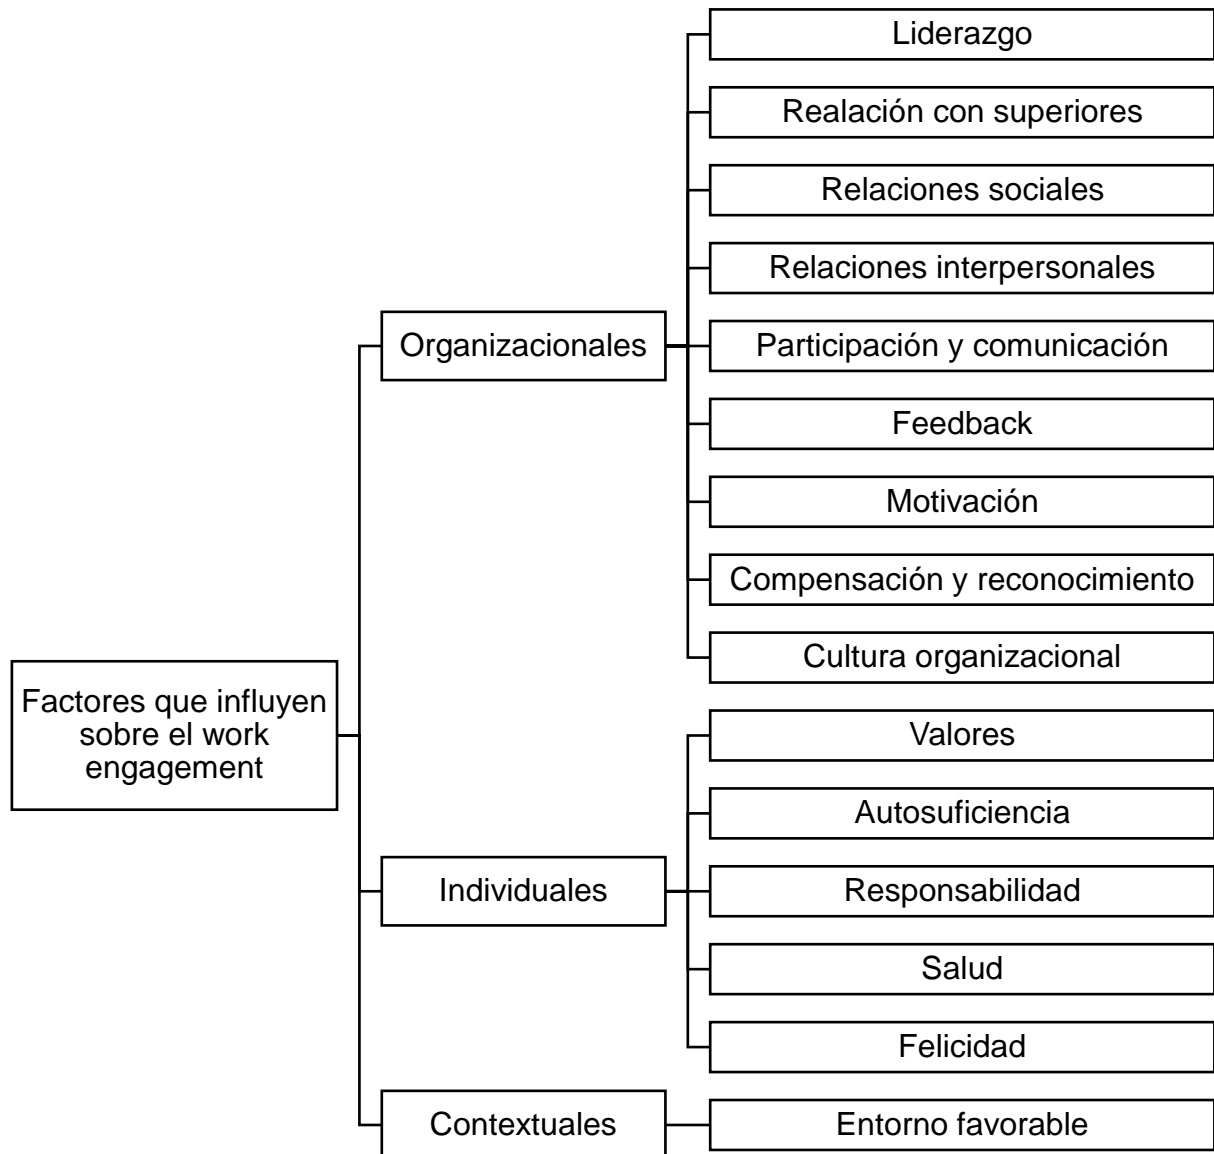 Factores que influyen
sobre el work
engagement
Organizacionales
Liderazgo
Realación con superiores
Relaciones sociales
Relaciones interpersonales
Participación y comunicación
Feedback
Motivación
Compensación y reconocimiento
Cultura organizacional
Individuales
Valores
Autosuficiencia
Responsabilidad
Salud
Felicidad
Contextuales
Entorno favorable